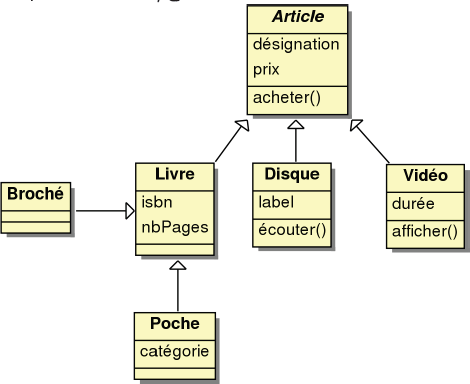 Article
désignation
prix
acheter()
Broché
Livre
isbn
nbPages
Disque
label
écouter()
Vidéo
durée
afficher()
Poche
catégorie